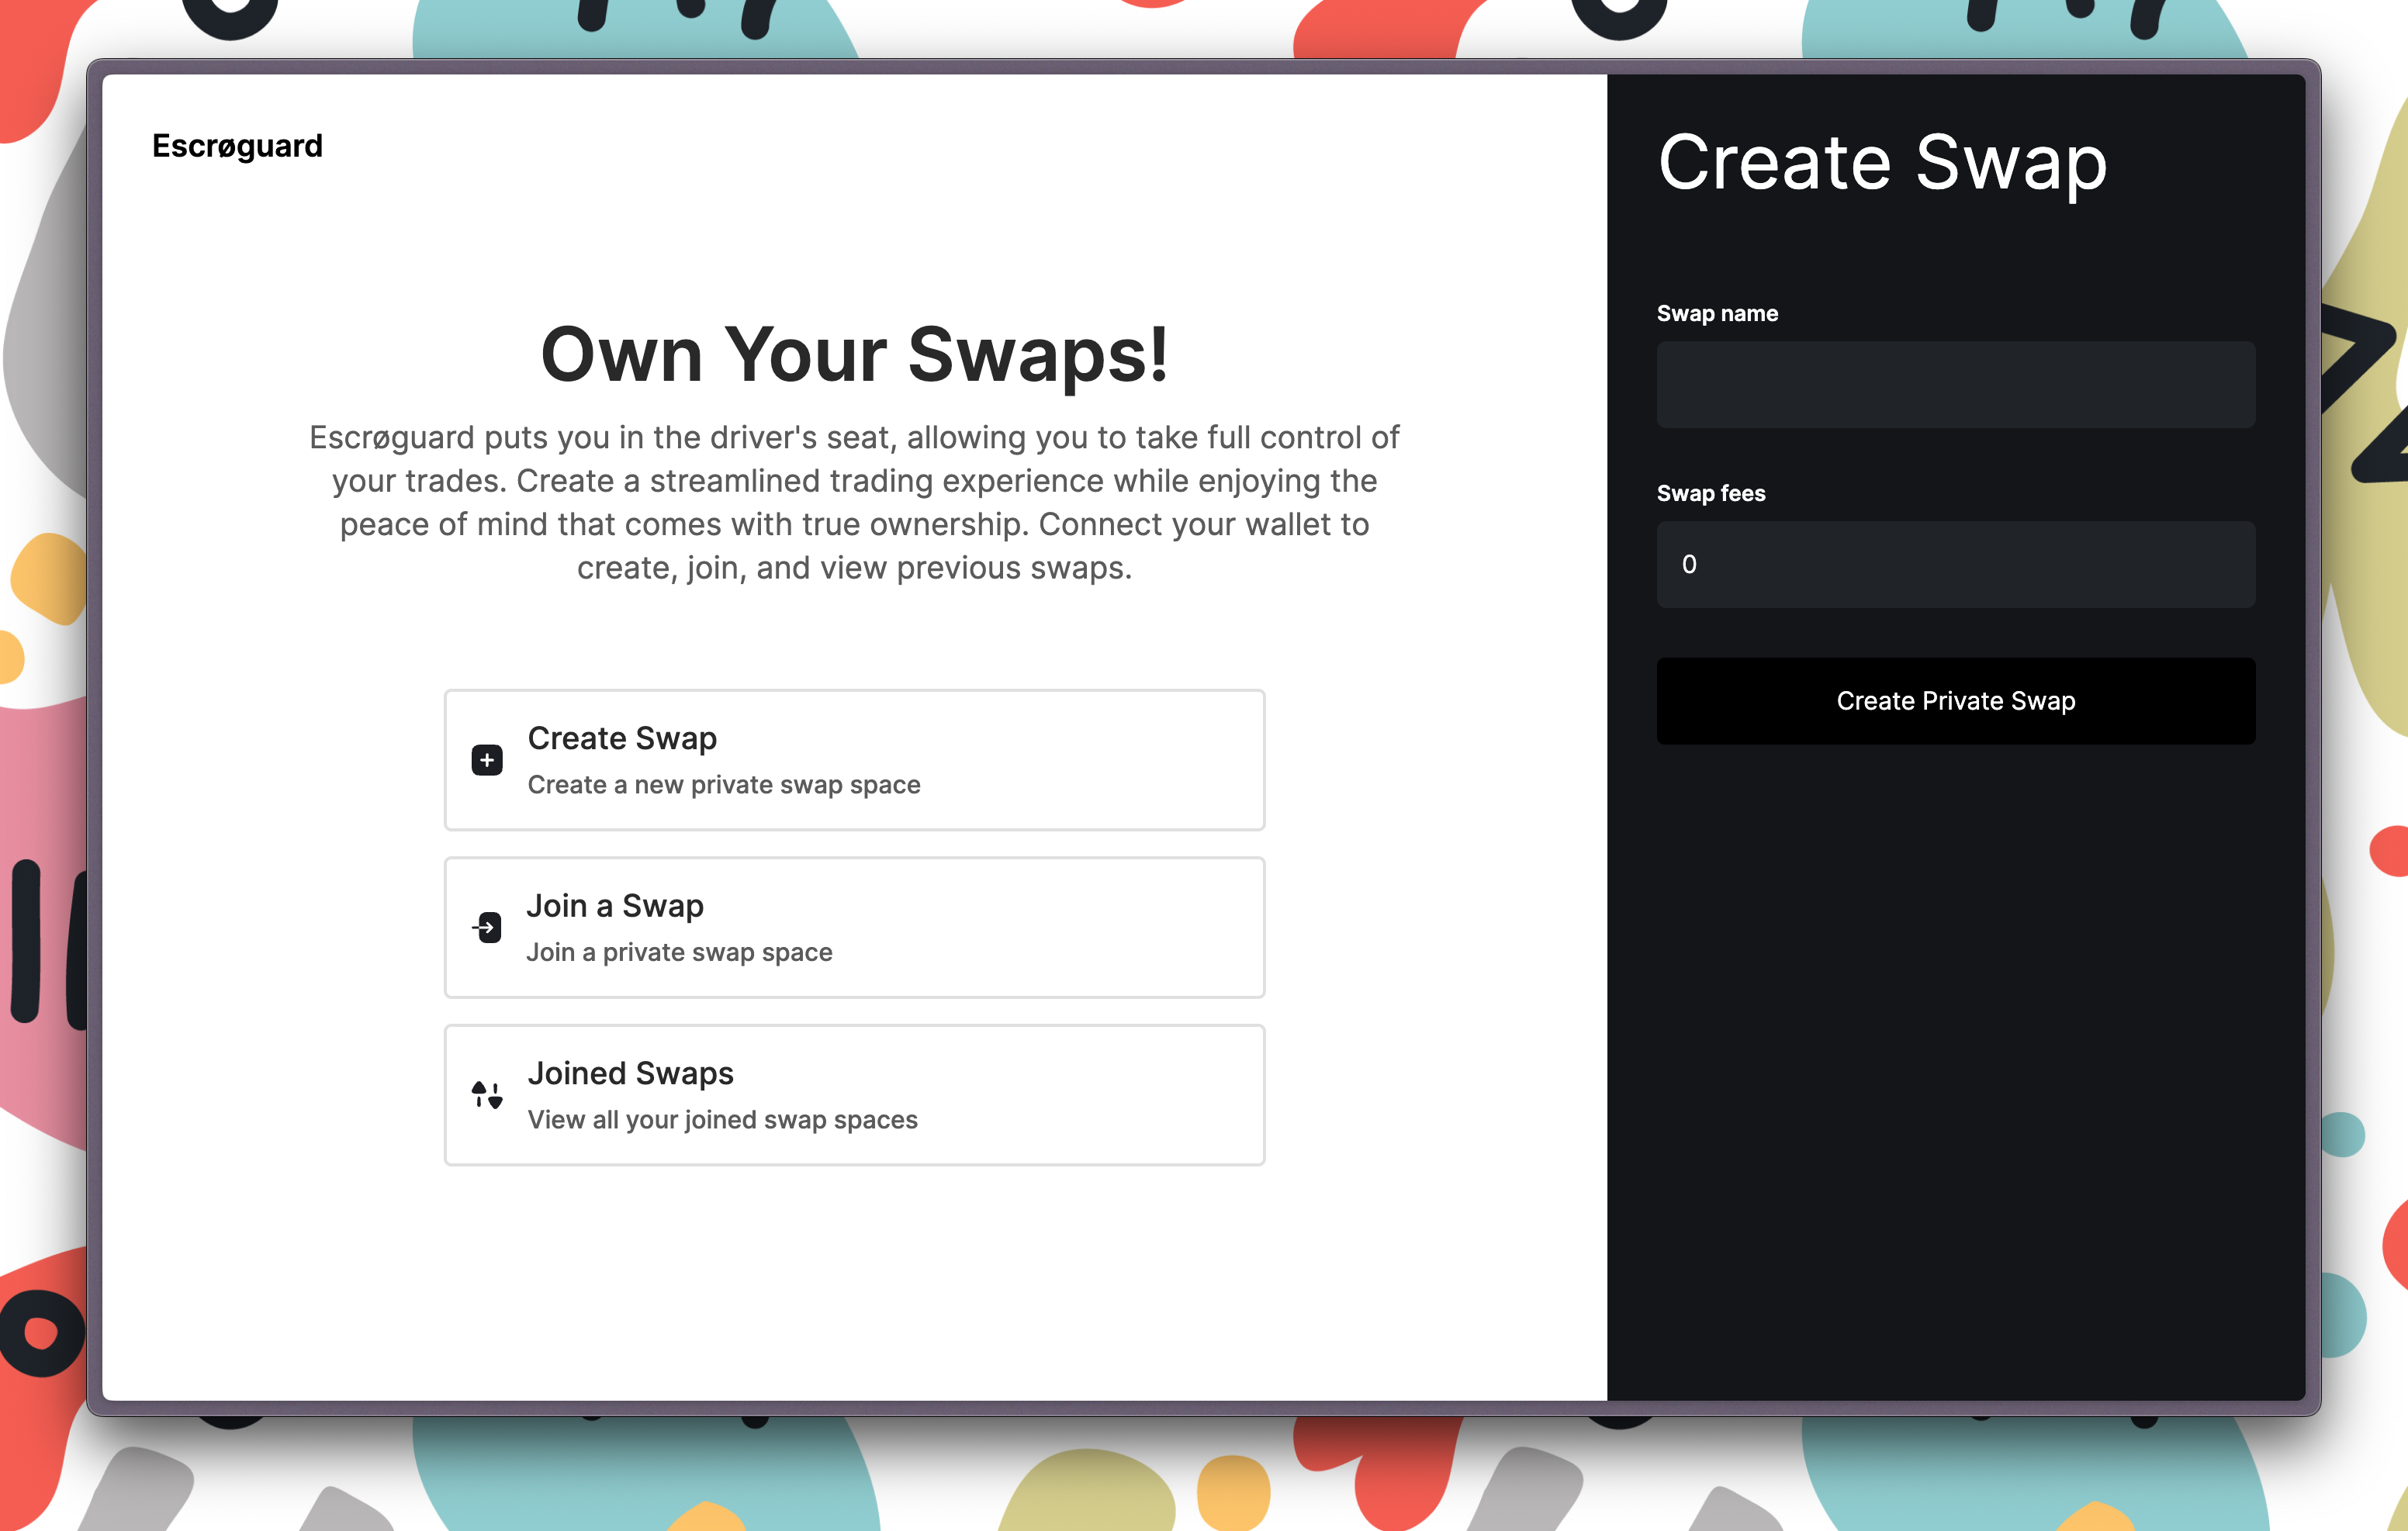 Escrøguard
Own Your Swaps!
Escrøguard puts you in the driver's seat, allowing you to take full control of
your trades. Create a streamlined trading experience while enjoying the
peace of mind that comes with true ownership. Connect your wallet to
create, join, and view previous swaps.
Create Swap
Create a new private swap space
Join a Swap
Join a private swap space
Joined Swaps
View all your joined swap spaces
Create Swap
Swap name
Swap fees
0
Create Private Swap